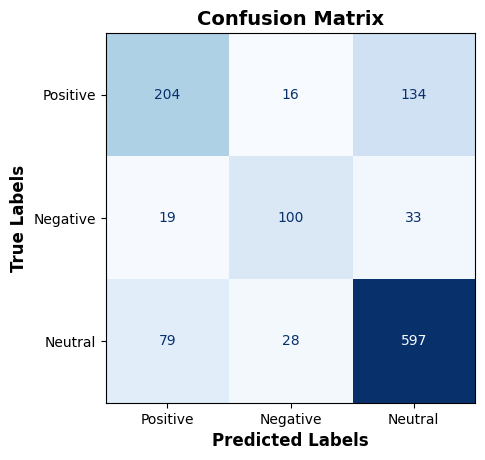 Confusion Matrix
Positive 204 16 134
Negative 19 100 33
Neutral 79 28 597
Positive Negative Neutral
True Labels
Predicted Labels